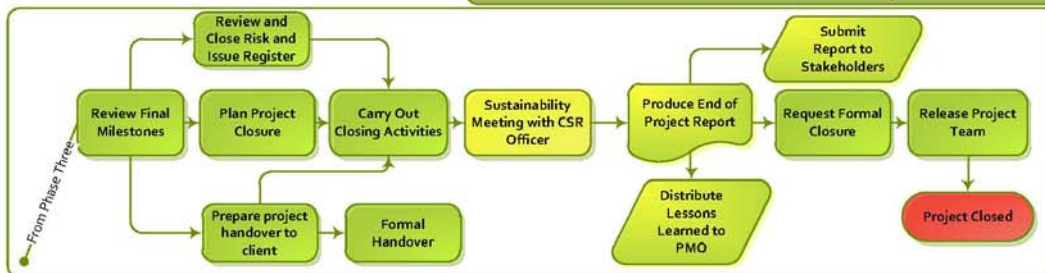 From Phase Three
Review Final
Milestones
Review and
Close Risk and
Issue Register
Plan Project
Closure
Prepare project
handover to
client
Formal
Handover
Carry Out
Closing Activities
Sustainability
Meeting with CSR
Officer
Produce End of
Project Report
Submit
Report to
Stakeholders
Distribute
Lessons
Learned to
PMO
Request Formal
Closure
Release Project
Team
Project Closed